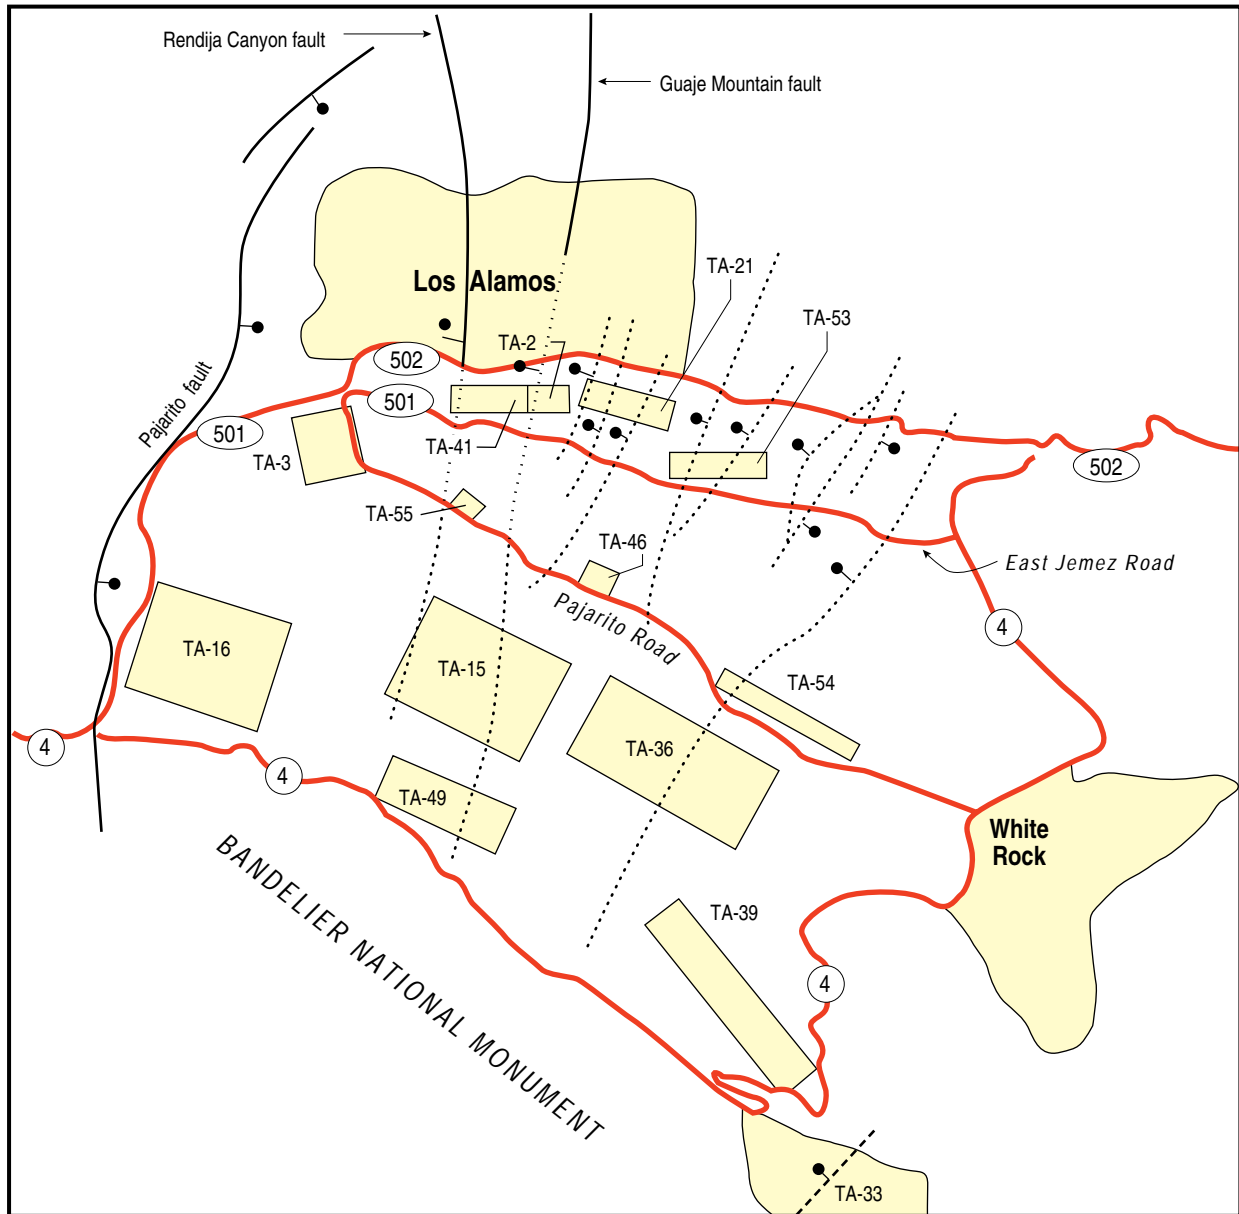 Rendija Canyon fault
Guaje Mountain fault
Los Alamos
TA-21
TA-53
TA-2
502
501
Pajarito fault
501
TA-41
TA-3
502
TA-55
TA-46
East Jemez Road
Pajarito Road
4
TA-16
TA-15
TA-54
TA-36
4
4
TA-49
White
Rock
BANDELIER NATIONAL MONUMENT
TA-39
4
TA-33